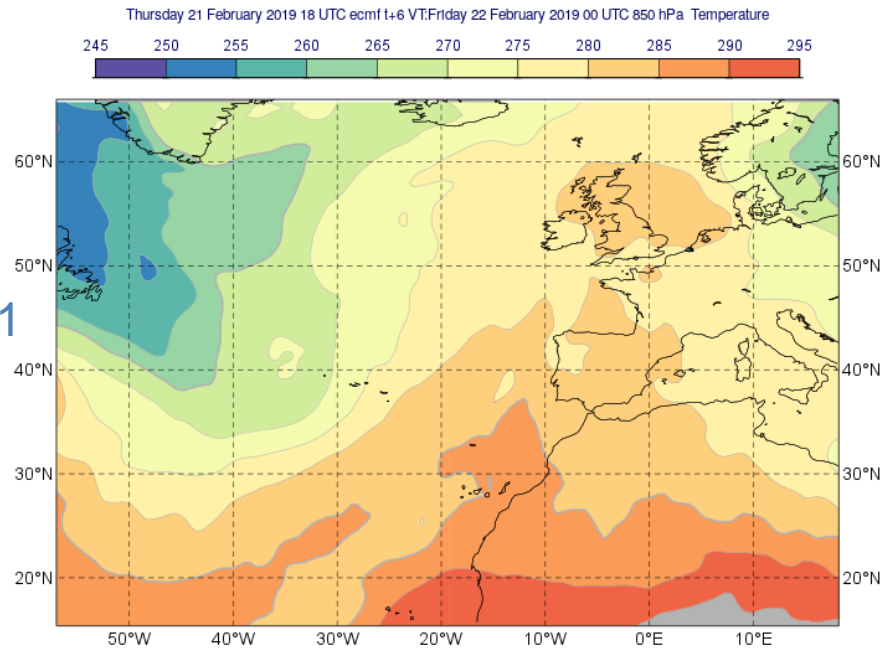 Thursday 21 February 2019 18 UTC ecmf t+6 VT:Friday 22 February 2019 00 UTC 850 hPa Temperature
245 250 255 260 265 270 275 280 285 290 295
60°N 60°N
50°N 50°N
1
40°N 40°N
30°N 30°N
20°N 20°N
50°W 40°W 30°W 20°W 10°W 0°E 10°E